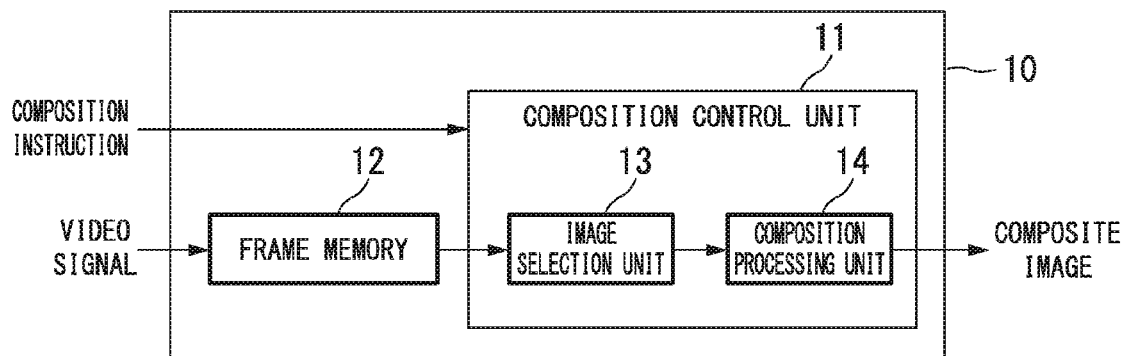 11
10
COMPOSITION
INSTRUCTION
COMPOSITION CONTROL UNIT
12
13
14
VIDEO
SIGNAL
FRAME MEMORY
IMAGE
SELECTION UNIT
COMPOSITION
PROCESSING UNIT
COMPOSITE
IMAGE